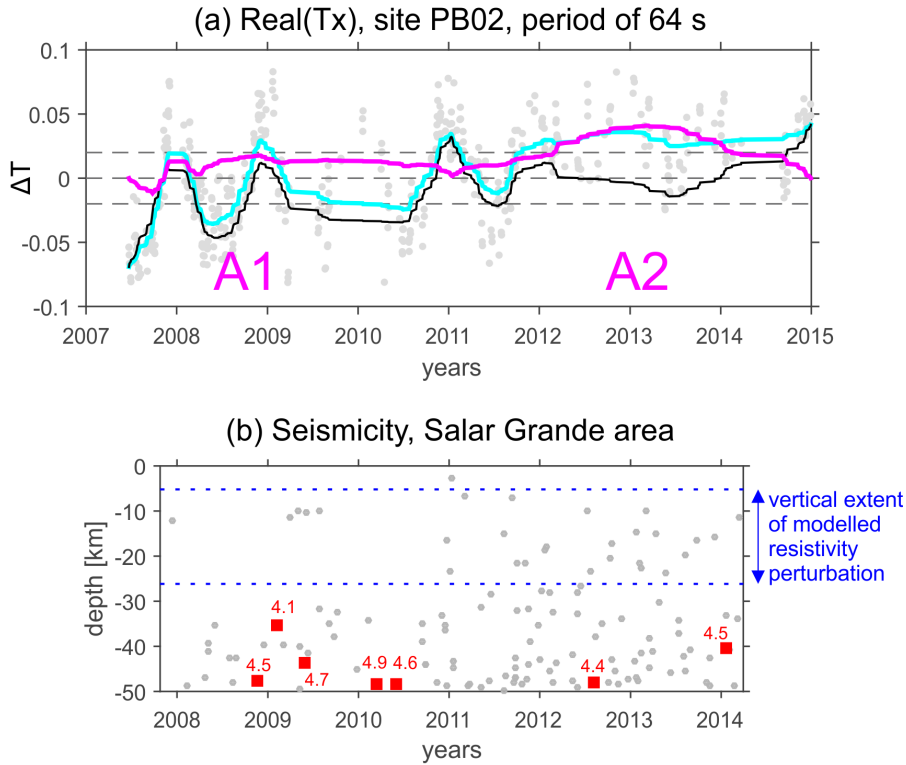 (a) Real(Tx), site PB02, period of 64 s
0.1
0.05
0
-0.05
-0.1
ΔT
A1
A2
2007 2008 2009 2010 2011 2012 2013 2014 2015
years
(b) Seismicity, Salar Grande area
0
-10
-20
-30
-40
-50
depth [km]
vertical extent
of modelled
resistivity
perturbation
4.1
4.5
4.7
4.9 4.6
4.4
4.5
2008 2009 2010 2011 2012 2013 2014
years